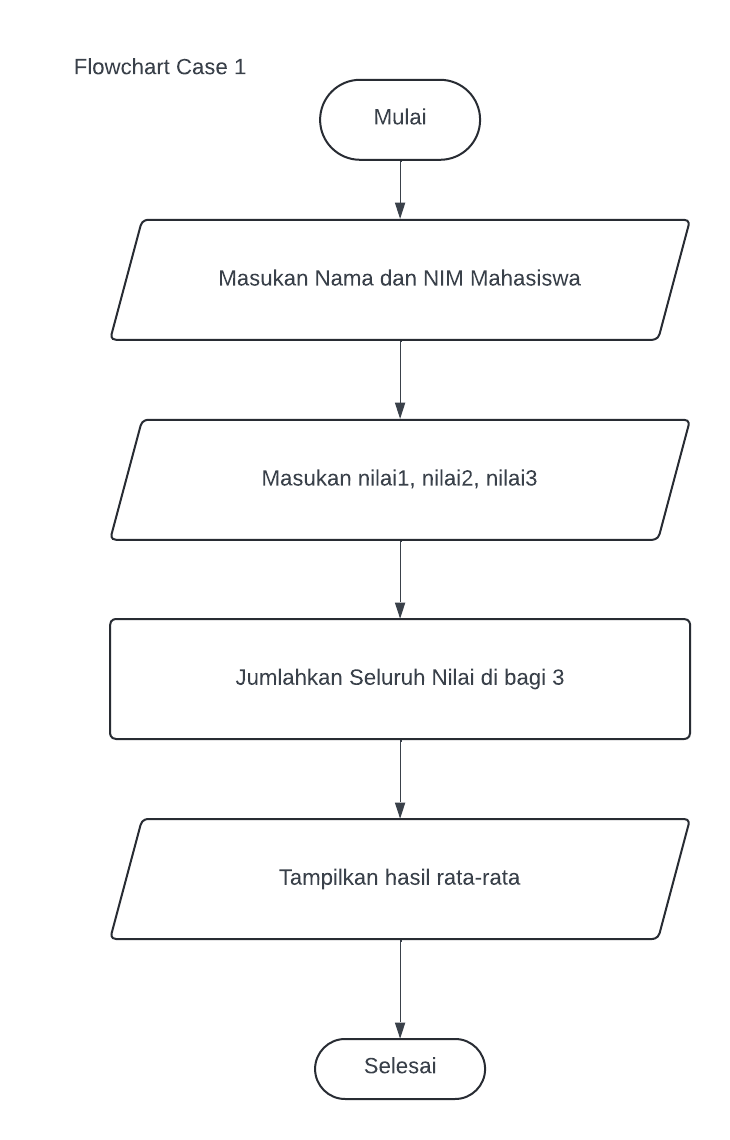 Flowchart Case 1
Mulai
Masukan Nama dan NIM Mahasiswa
Masukan nilai1, nilai2, nilai3
Jumlahkan Seluruh Nilai di bagi 3
Tampilkan hasil rata-rata
Selesai